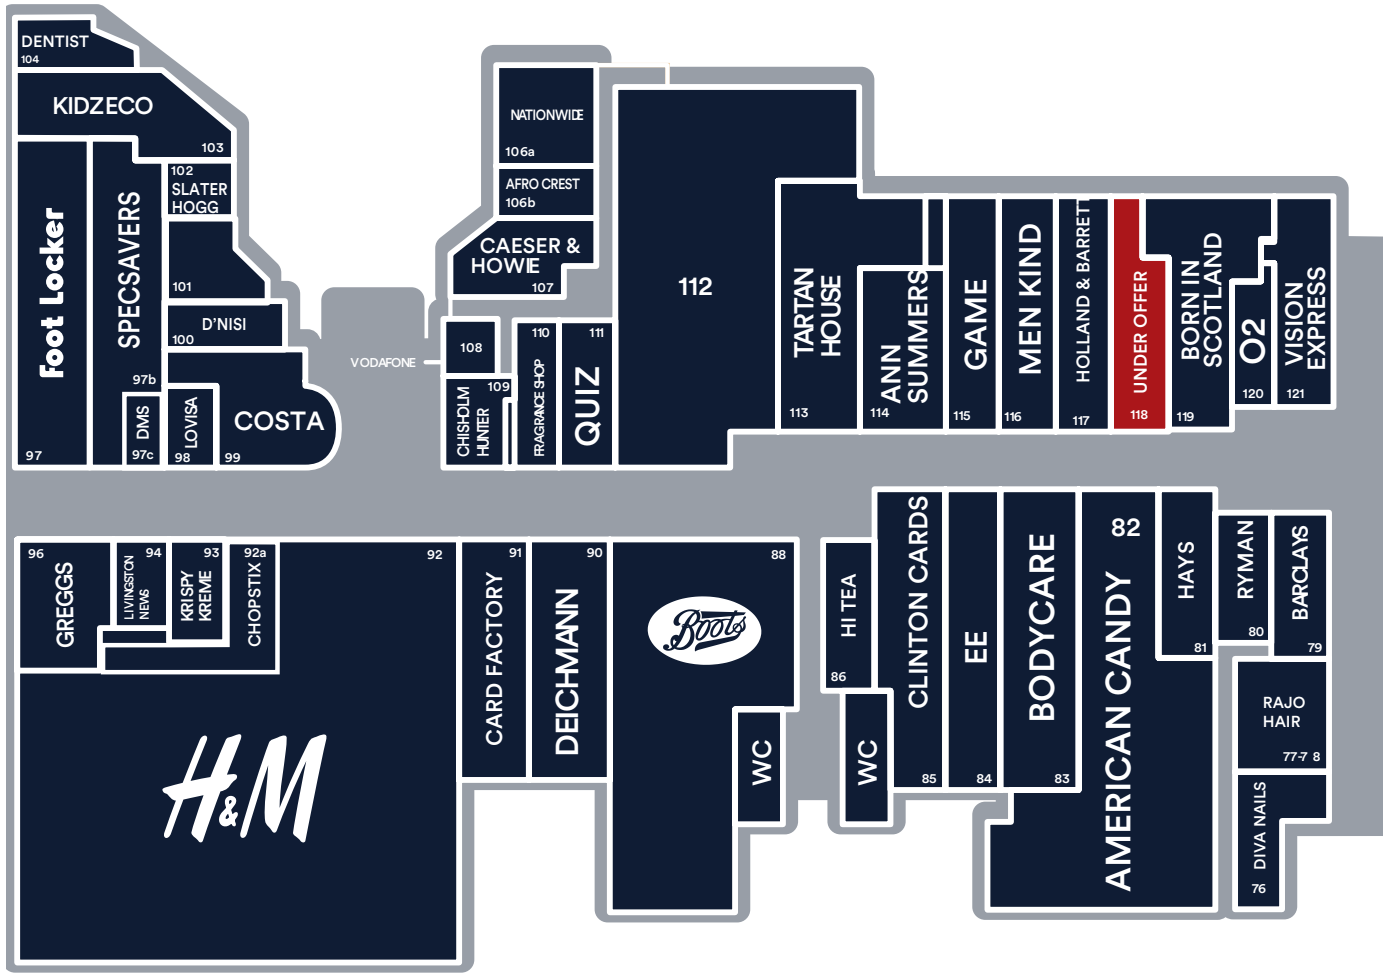 DENTIST
104
KIDZECO
103
Foot Locker
97
SPECSAVERS
97b
102
SLATER
HOGG
101
D'NISI
100
DMS
97c
LOVISA
98
COSTA
99
NATIONWIDE
106a
AFRO CREST
106b
CAESER &
HOWIE
107
VODAFONE
108
109
CHISHOLM
HUNTER
110
FRAGRANCE SHOP
111
QUIZ
112
TARTAN
HOUSE
113
ANN
SUMMERS
114
GAME
115
MEN KIND
116
HOLLAND & BARRETT
117
UNDER OFFER
118
BORN IN
SCOTLAND
119
O2
120
VISION
EXPRESS
121
96
GREGGS
94
LIVINGSTON
NEWS
93
KRISPY
KREME
92a
CHOPSTIX
92
H&M
91
CARD FACTORY
90
DEICHMANN
88
Boots
WC
HI TEA
86
WC
CLINTON CARDS
85
EE
84
BODYCARE
83
82
AMERICAN CANDY
HAYS
81
RYMAN
80
BARCLAYS
79
RAJO
HAIR
77-7 8
DIVA NAILS
76